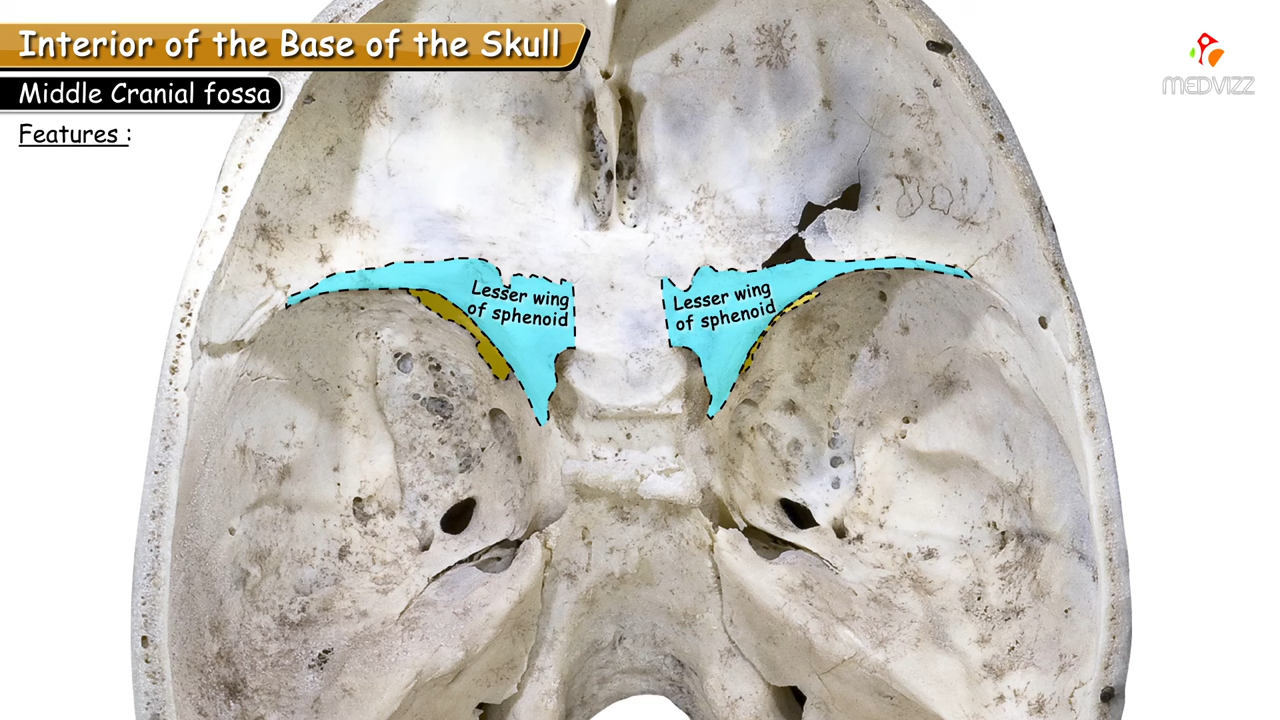 Interior of the Base of the Skull
Middle Cranial fossa
Features :
MEDVIZZ
Lesser wing
of sphenoid
Lesser wing
of sphenoid